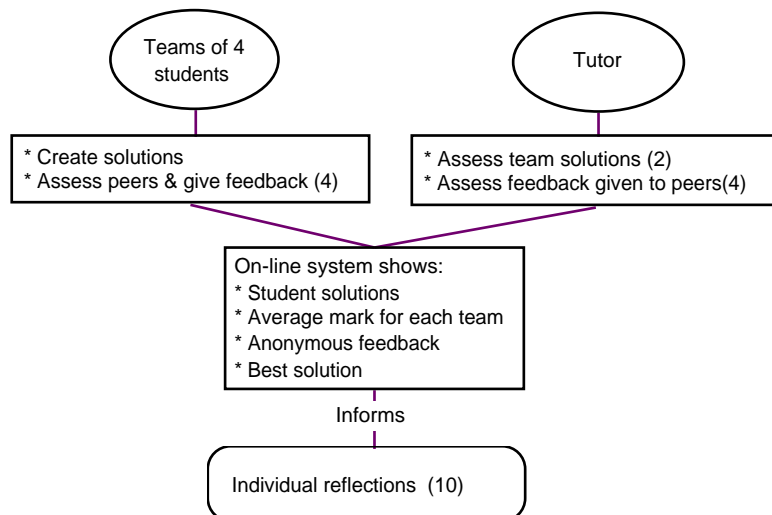 Teams of 4
students
Tutor
* Create solutions
* Assess peers & give feedback (4)
* Assess team solutions (2)
* Assess feedback given to peers(4)
On-line system shows:
* Student solutions
* Average mark for each team
* Anonymous feedback
* Best solution
Informs
Individual reflections (10)